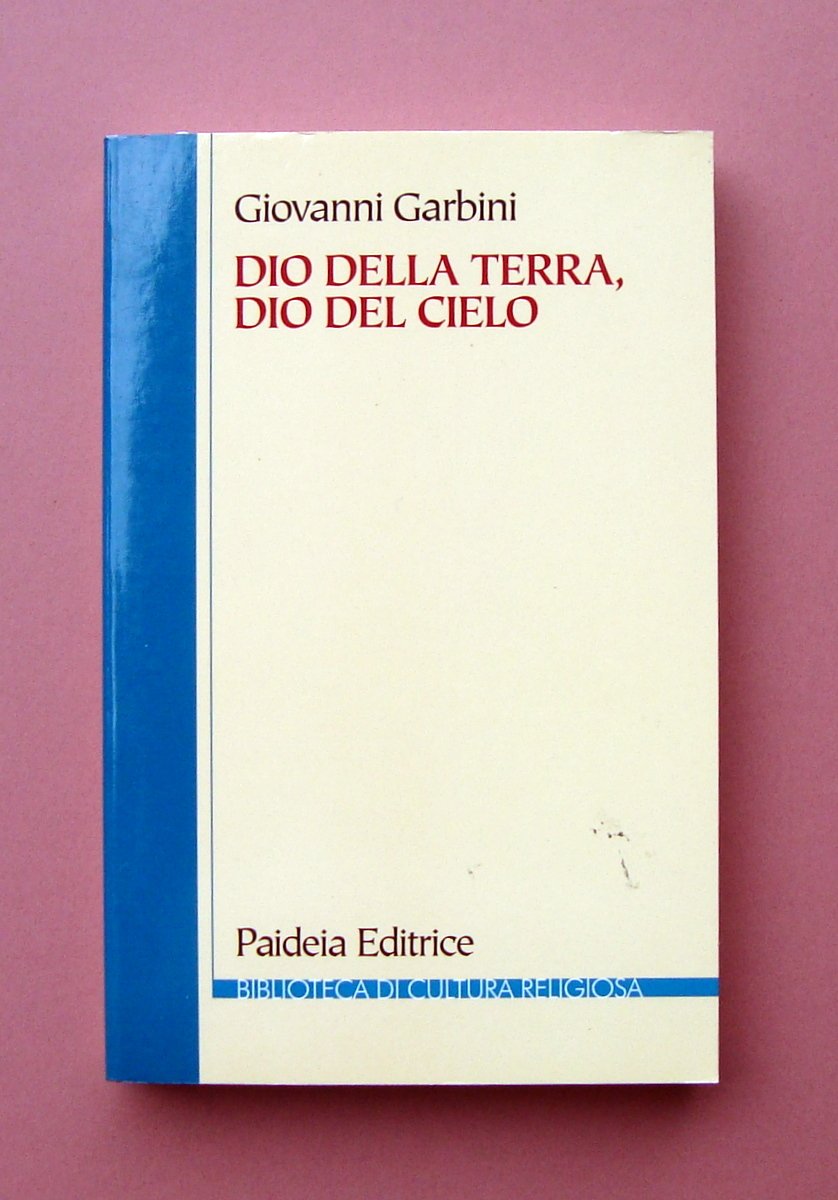 Giovanni Garbini
DIO DELLA TERRA,
DIO DEL CIELO
Paideia Editrice
BIBLIOTECA DI CULTURA RELIGIOSA